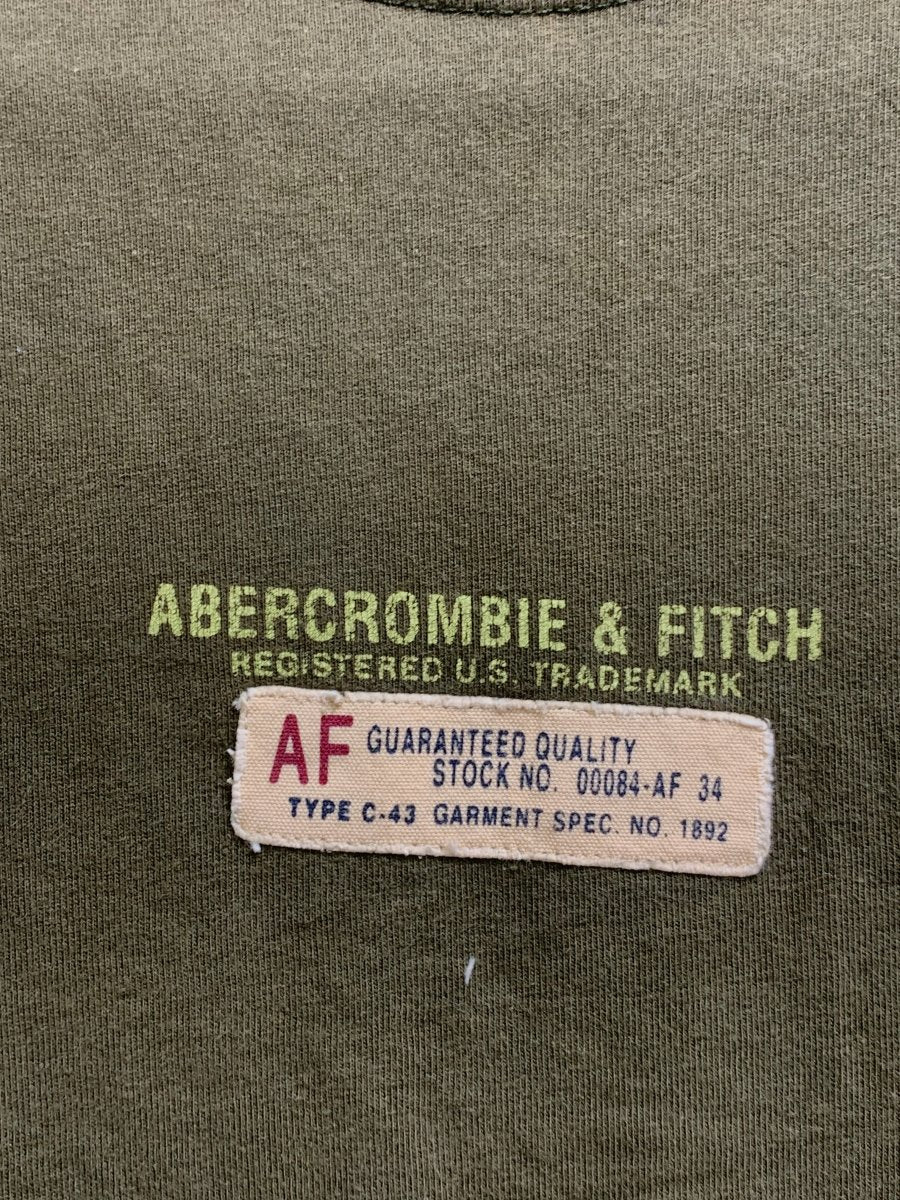 ABERCROMBIE & FITCH
REGISTERED U.S. TRADEMARK
AF GUARANTEED QUALITY
STOCK NO. 00084-AF 34
TYPE C-43 GARMENT SPEC. NO. 1892